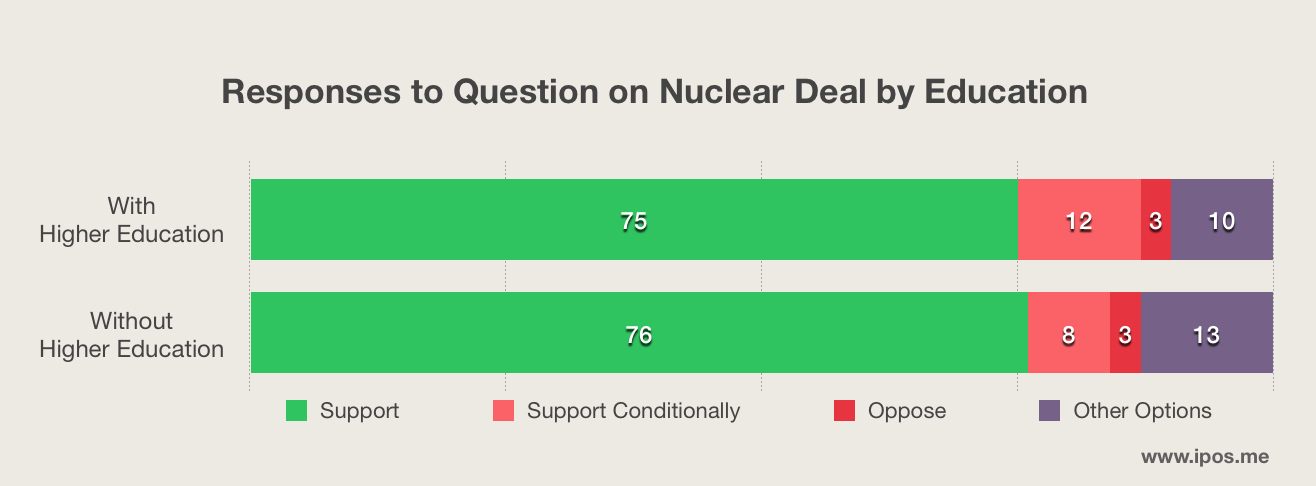 Responses to Question on Nuclear Deal by Education
With
Higher Education
75
12
3
10
Without
Higher Education
76
8
3
13
Support
Support Conditionally
Oppose
Other Options
www.ipos.me